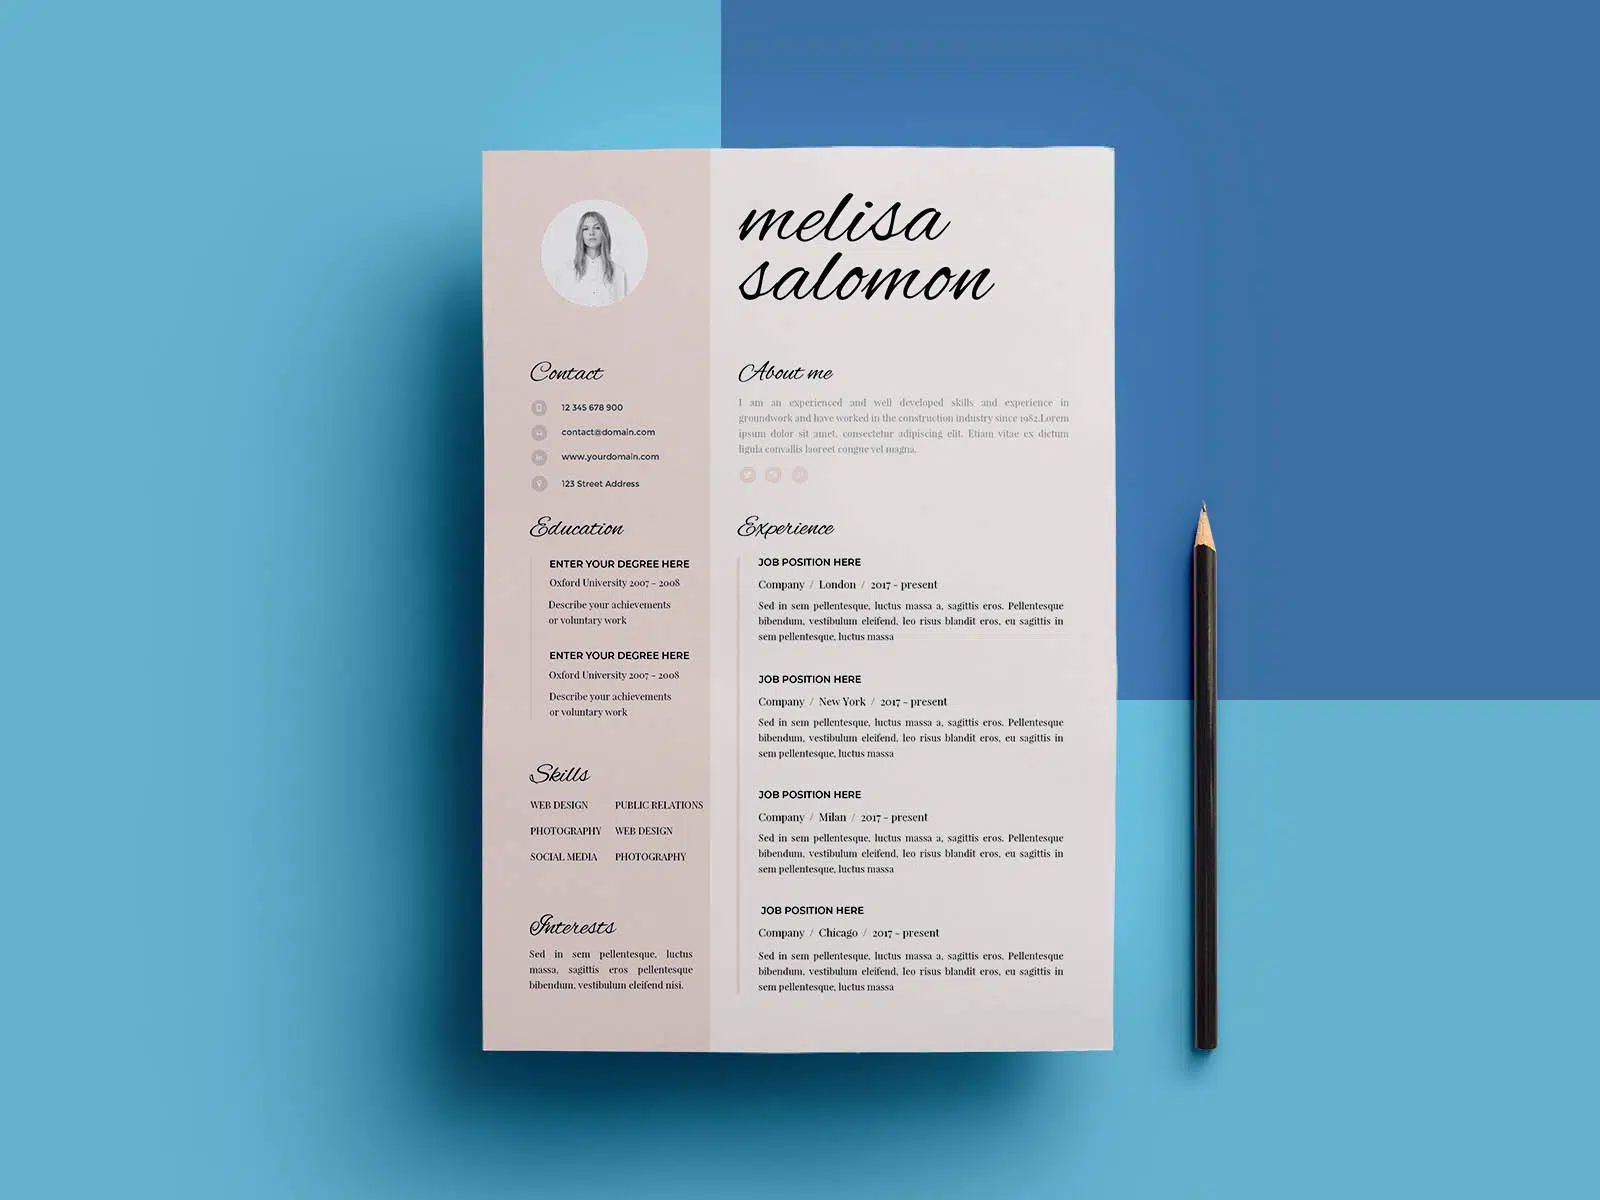 melisa
salomon
Contact
12 345 678 900
contact@domain.com
www.yourdomain.com
123 Street Address
Education
ENTER YOUR DEGREE HERE
Oxford University 2007 - 2008
Describe your achievements
or voluntary work
ENTER YOUR DEGREE HERE
Oxford University 2007 - 2008
Describe your achievements
or voluntary work
Skills
WEB DESIGN PUBLIC RELATIONS
PHOTOGRAPHY WEB DESIGN
SOCIAL MEDIA PHOTOGRAPHY
Interests
Sed in sem pellentesque, luctus
massa, sagittis eros pellentesque
bibendum, vestibulum eleifend nisi.
About me
I am an experienced and well developed skills and experience in
groundwork and have worked in the construction industry since 1982.Lorem
ipsum dolor sit amet, consectetur adipiscing elit. Etiam vitae ex dictum
ligula convallis laoreet congue vel magna.
Experience
JOB POSITION HERE
Company / London / 2017 - present
Sed in sem pellentesque, luctus massa a, sagittis eros. Pellentesque
bibendum, vestibulum eleifend, leo risus blandit eros, eu sagittis in
sem pellentesque, luctus massa
JOB POSITION HERE
Company / New York / 2017 - present
Sed in sem pellentesque, luctus massa a, sagittis eros. Pellentesque
bibendum, vestibulum eleifend, leo risus blandit eros, eu sagittis in
sem pellentesque, luctus massa
JOB POSITION HERE
Company / Milan / 2017 - present
Sed in sem pellentesque, luctus massa a, sagittis eros. Pellentesque
bibendum, vestibulum eleifend, leo risus blandit eros, eu sagittis in
sem pellentesque, luctus massa
JOB POSITION HERE
Company / Chicago / 2017 - present
Sed in sem pellentesque, luctus massa a, sagittis eros. Pellentesque
bibendum, vestibulum eleifend, leo risus blandit eros, eu sagittis in
sem pellentesque, luctus massa